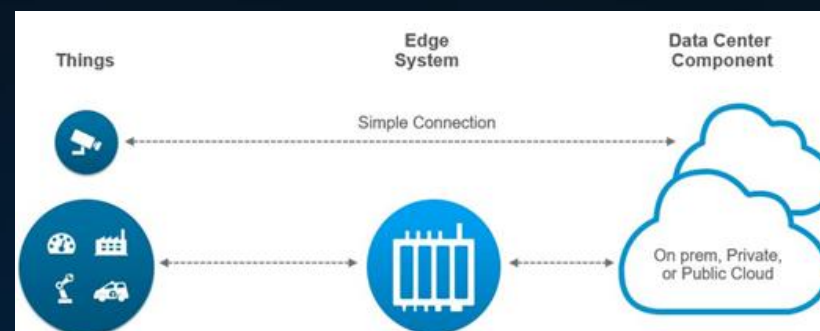 Things
Edge
System
Data Center
Component
Simple Connection
On prem, Private,
or Public Cloud